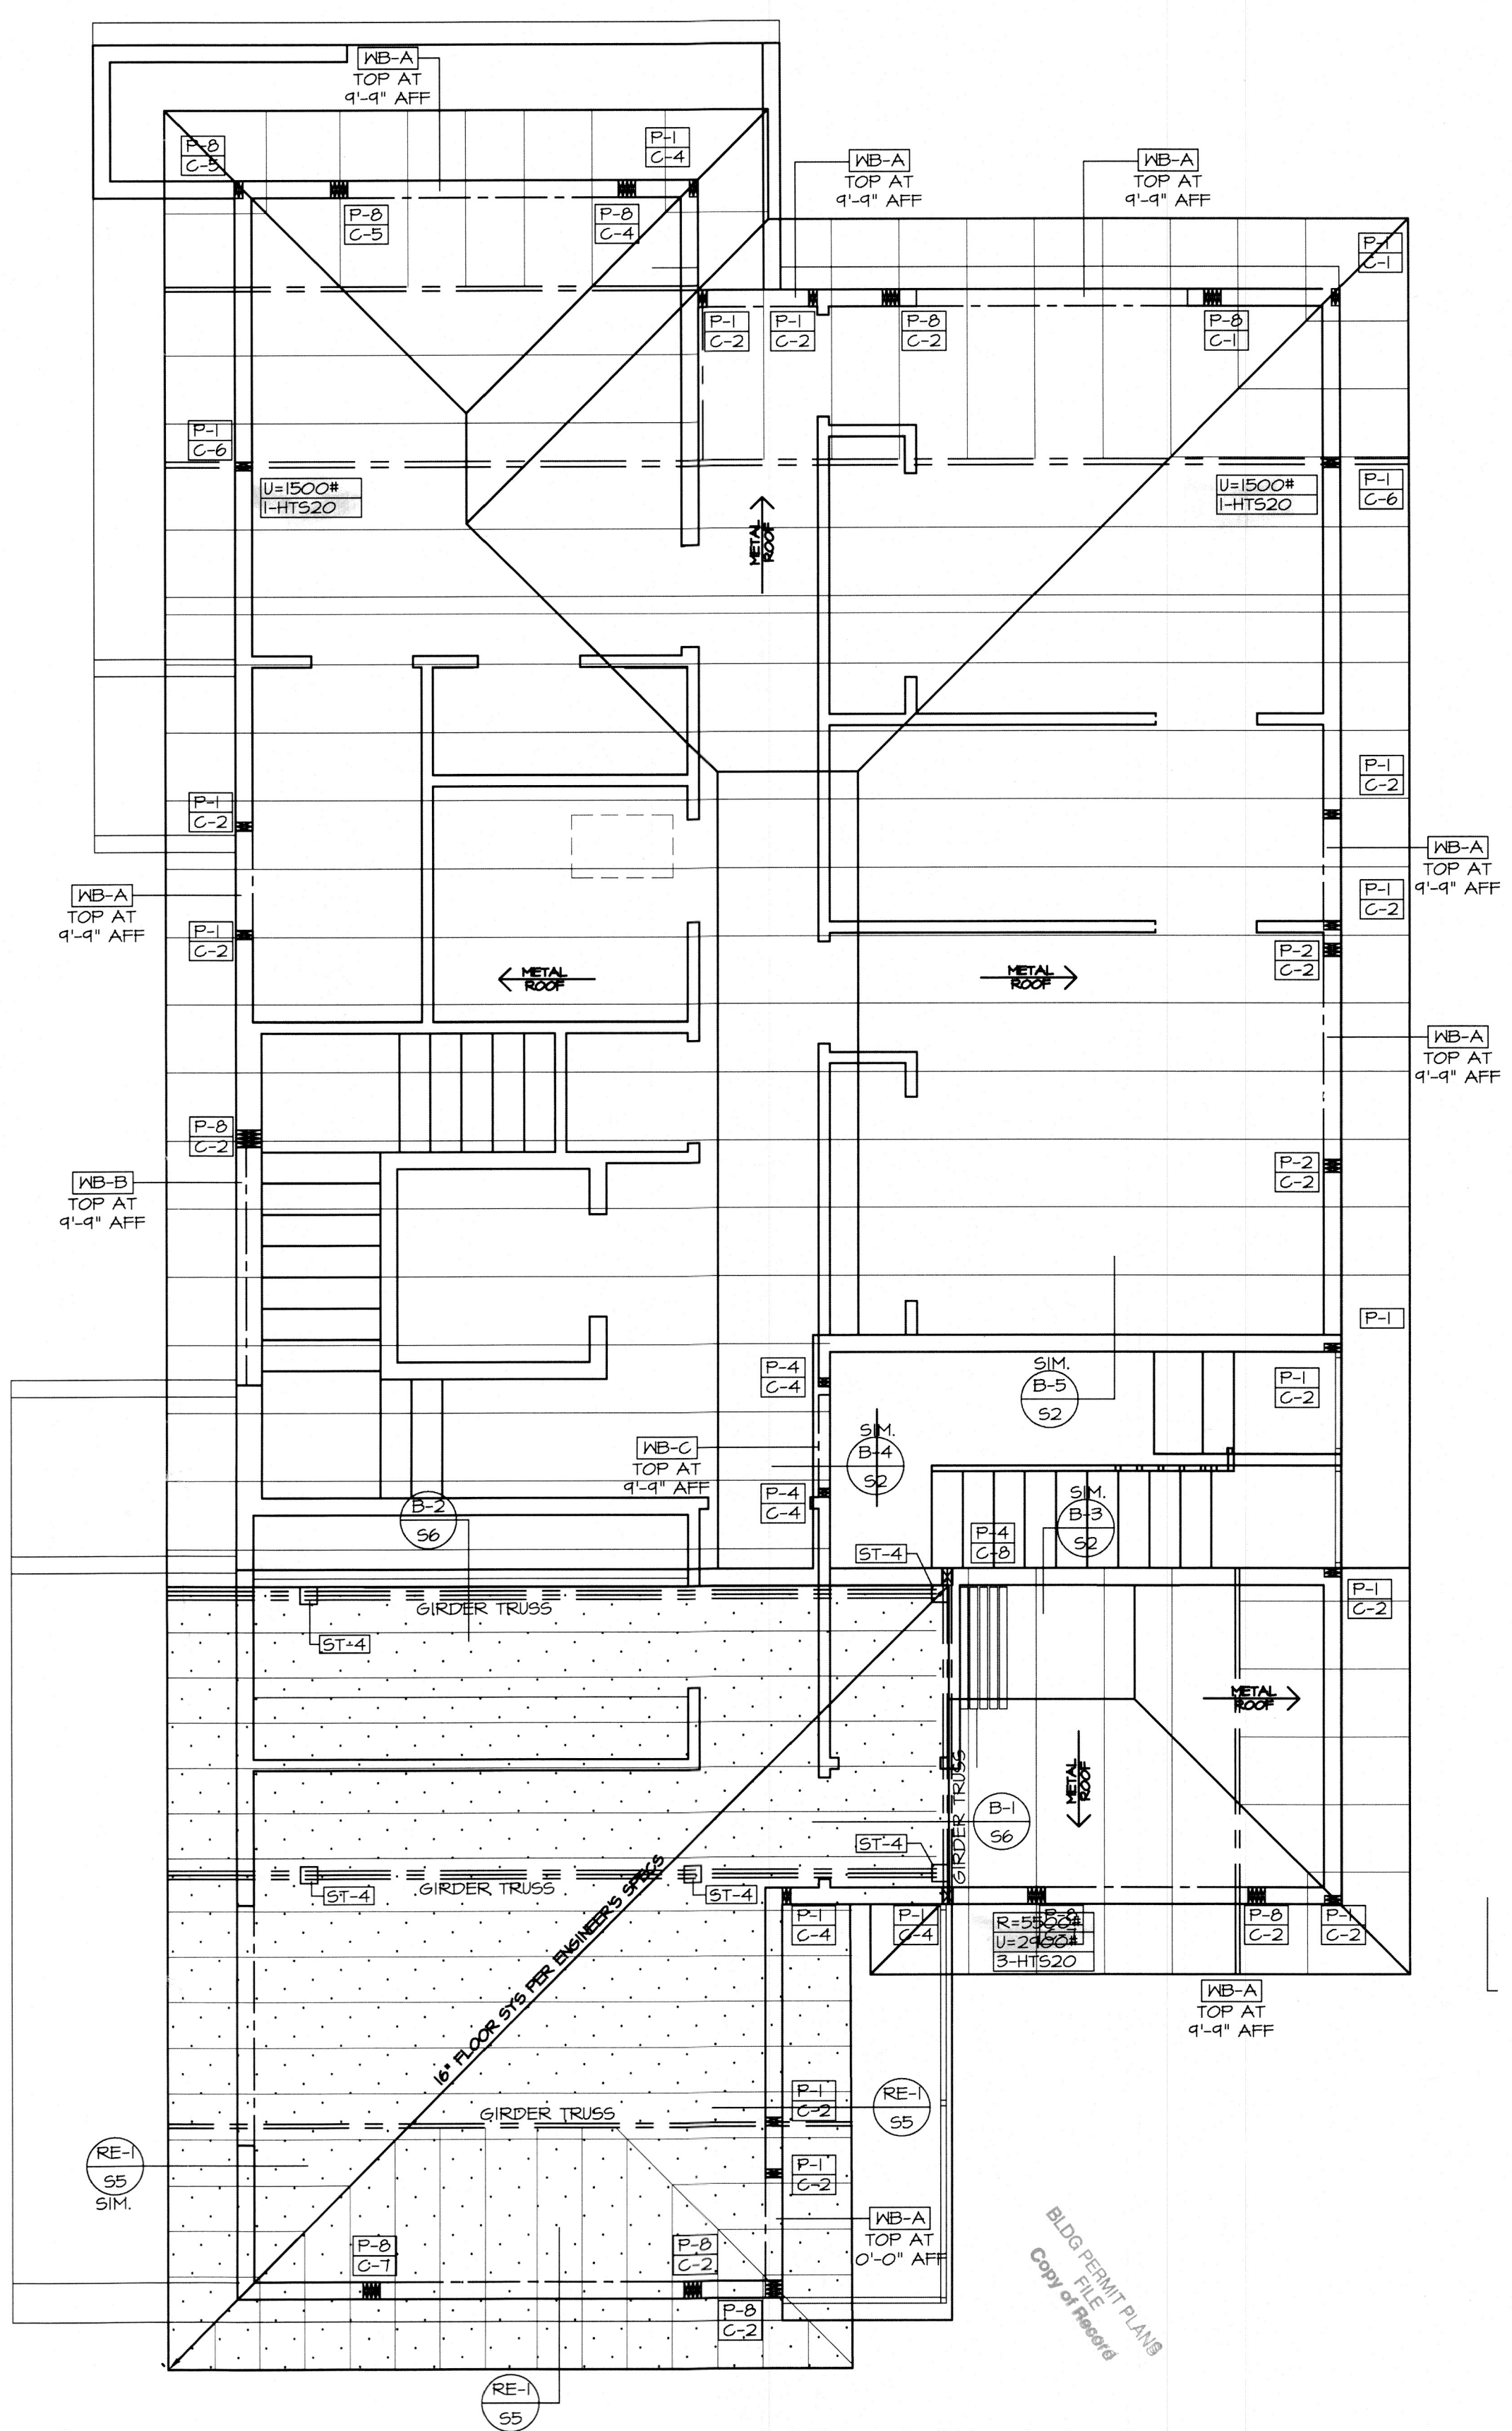 WB-A
TOP AT
9'-9" AFF
P-8
C-5
P-1
C-4
WB-A
TOP AT
9'-9" AFF
WB-A
TOP AT
9'-9" AFF
P-8
C-5
P-8
C-4
P-1
C-1
P-1
C-2
P-1
C-2
P-8
C-2
P-8
C-1
P-1
C-6
U=1500#
1-HTS20
U=1500#
1-HTS20
P-1
C-6
METAL
ROOF
P-1
C-2
P-1
C-2
WB-A
TOP AT
9'-9" AFF
WB-A
TOP AT
9'-9" AFF
P-1
C-2
P-1
C-2
P-2
C-2
METAL
ROOF
METAL
ROOF
WB-A
TOP AT
9'-9" AFF
P-8
C-2
WB-B
TOP AT
9'-9" AFF
P-2
C-2
P-1
P-4
C-4
SIM.
B-5
S2
P-1
C-2
WB-C
TOP AT
9'-9" AFF
SIM.
B-4
S2
P-4
C-4
B-2
S6
SIM.
B-3
S2
P-4
C-8
ST-4
P-1
C-2
GIRDER TRUSS
ST-4
METAL
ROOF
METAL
ROOF
GIRDER TRUSS
B-1
S6
ST-4
GIRDER TRUSS
ST-4
ST-4
16" FLOOR SYS PER ENGINEER'S SPECS
P-1
C-4
P-1
C-4
P-8
R=5500#
U=2900#
3-HTS20
P-8
C-2
P-1
C-2
WB-A
TOP AT
9'-9" AFF
GIRDER TRUSS
P-1
C-2
RE-1
S5
RE-1
S5
SIM.
P-1
C-2
WB-A
TOP AT
0'-0" AFF
P-8
C-7
P-8
C-2
P-8
C-2
RE-1
S5
BLDG PERMIT PLANS
FILE
Copy of Record